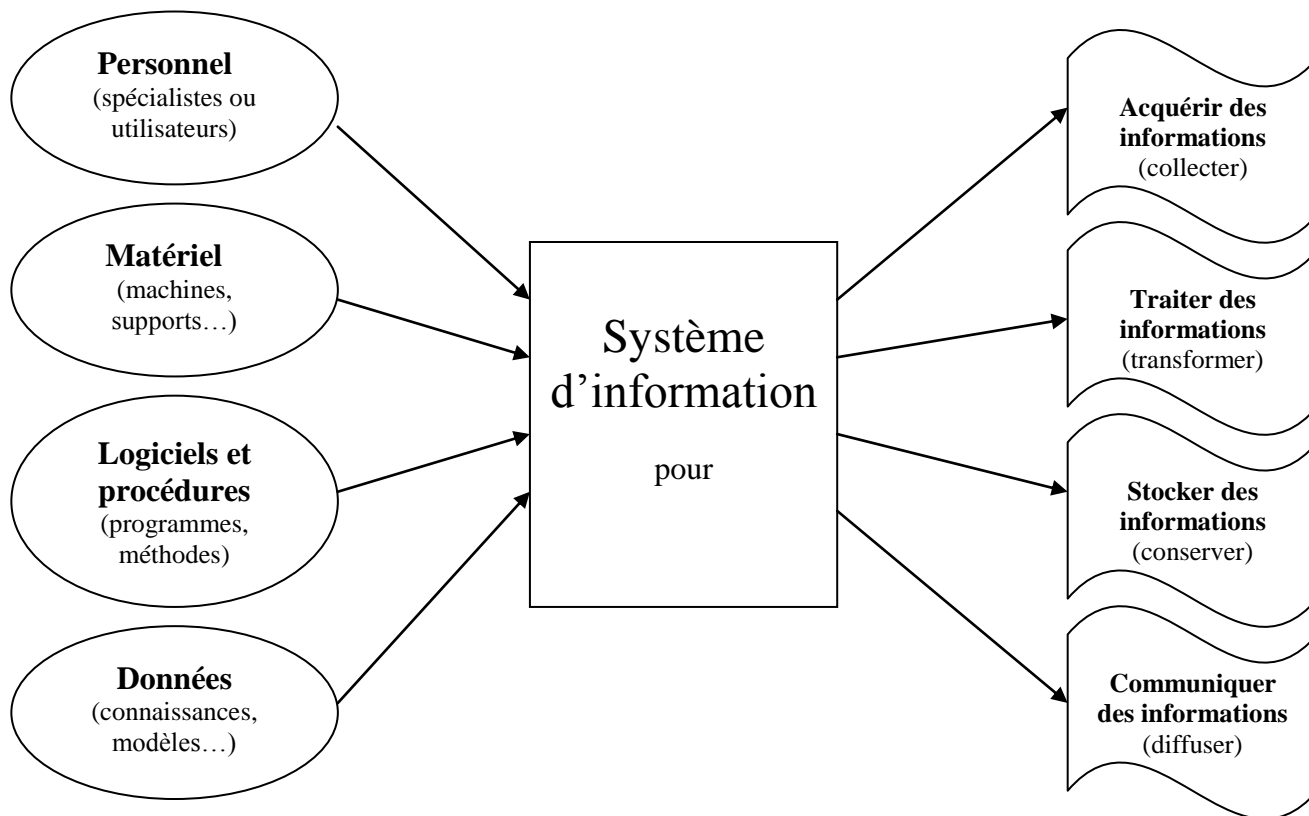 Personnel
(spécialistes ou
utilisateurs)
Matériel
(machines,
supports…)
Logiciels et
procédures
(programmes,
méthodes)
Données
(connaissances,
modèles…)
Système
d’information
pour
Acquérir des
informations
(collecter)
Traiter des
informations
(transformer)
Stocker des
informations
(conserver)
Communiquer
des informations
(diffuser)